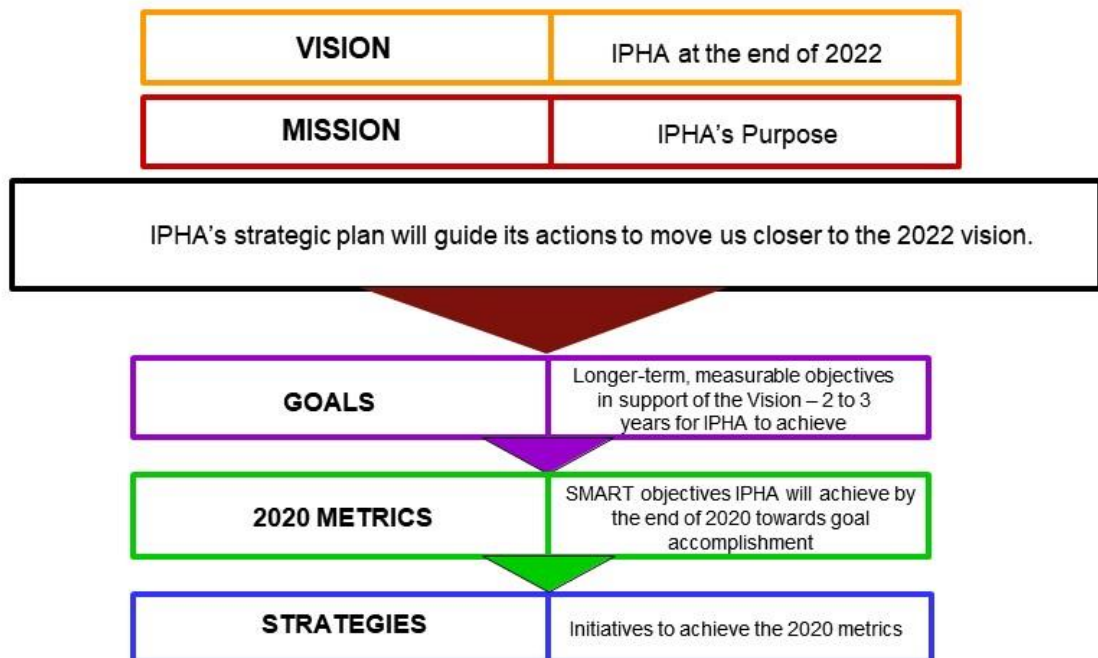 VISION
IPHA at the end of 2022
MISSION
IPHA's Purpose
IPHA's strategic plan will guide its actions to move us closer to the 2022 vision.
GOALS
Longer-term, measurable objectives
in support of the Vision – 2 to 3
years for IPHA to achieve
2020 METRICS
SMART objectives IPHA will achieve by
the end of 2020 towards goal
accomplishment
STRATEGIES
Initiatives to achieve the 2020 metrics